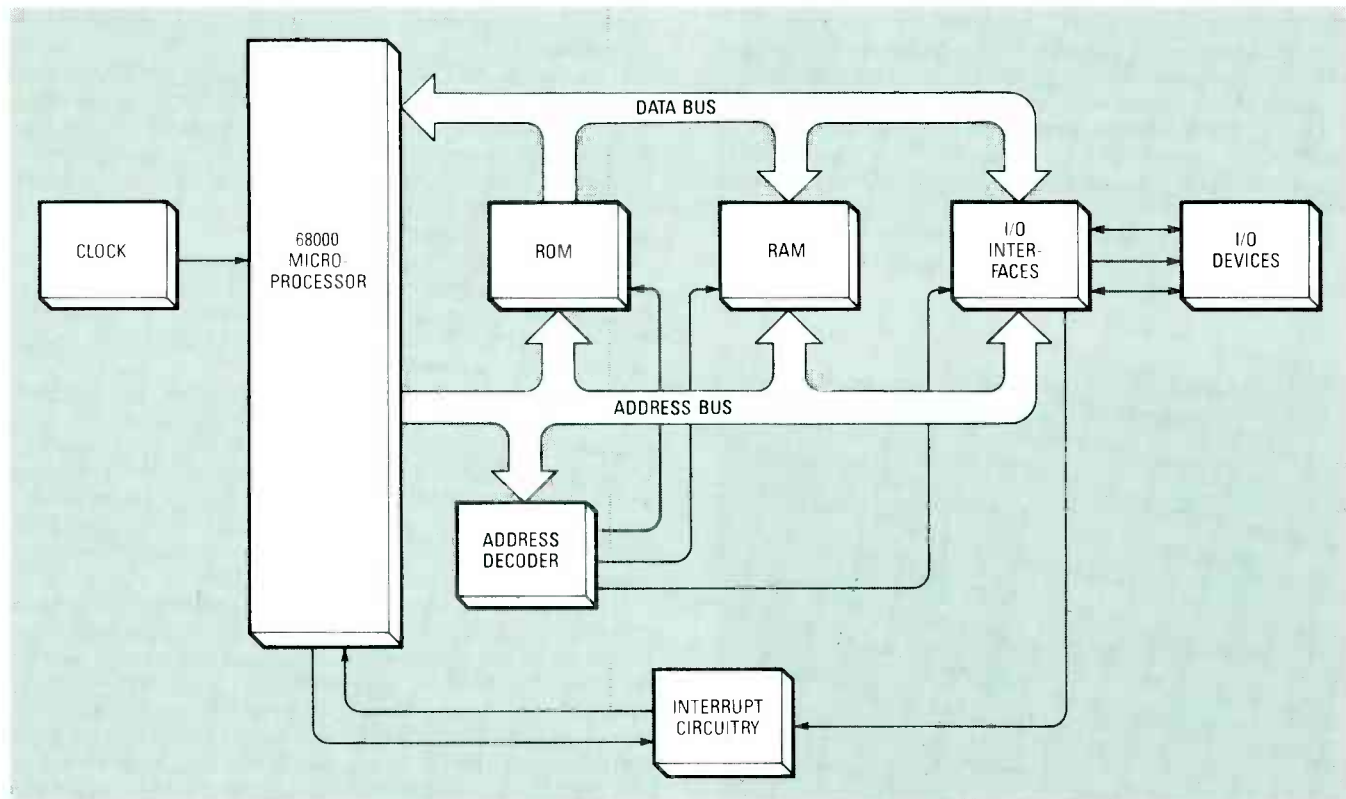 DATA BUS
CLOCK
68000
MICRO-
PROCESSOR
ROM
RAM
I/O
INTER-
FACES
I/O
DEVICES
ADDRESS BUS
ADDRESS
DECODER
INTERRUPT
CIRCUITRY